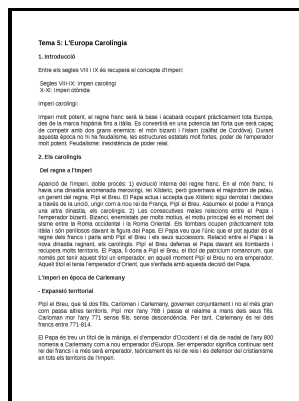 Tema 5: L'Europa Carolíngia
1. Introducció
Entre els segles VIII i IX és recupera el concepte d'Imperi:
Segles VIII-IX: Imperi carolingi
X-XI: Imperi otònida
Imperi carolingi:
Imperi molt potent, el regne franc serà la base i acabarà ocupant pràcticament tota Europa,
des de la marca hispània fins a Itàlia. Es convertirà en una potencia tan forta que serà capaç
de competir amb dos grans enemics: el món bizantí i l'Islam (califat de Cordova). Durant
aquesta època no hi ha feudalisme, les estructures estatals molt fortes, poder de l'emperador
molt potent. Feudalisme: inexistència de poder reial.
2. Els carolingis
Del regne a l'Imperi
Aparició de l'imperi, doble procés: 1) evolució interna del regne franc. En el món franc, hi
havia una dinastia anomenada merovingi, rei Xilderic, però governava el majordom de palau,
un gerent del regne, Pipí el Breu. El Papa actua i accepta que Xilderic sigui derrotat i decideix
a través de la unció, ungir com a nou rei de França, Pipí el Breu. Assumeix el poder a França
una altra dinastia, els carolingis. 2) Les consecuencies males relacions entre el Papa i
l'emperador bizantí, Bizanci, enemistats per molts motius, el motiu principal és el moment del
sisme entre la Roma occidental i la Roma Oriental. Els llombars ocupen pràcticament tota
Itàlia i són perillosos davant la figura del Papa. El Papa veu que l'únic que el pot ajudar és el
regne dels francs i parla amb Pipí el Breu i els seus successors. Relació entre el Papa i la
nova dinastia regnant, els carolingis. Pipí el Breu defensa el Papa davant els llombards i
recupera molts territoris. El Papa, li dona a Pipí el Breu, el títol de patricium romanorum, que
només pot tenir aquest títol un emperador, en aquell moment Pipí el Breu no era emperador.
Aquell títol el tenia l'emperador d'Orient, que s'enfada amb aquesta decisió del Papa.
L'imperi en època de Carlemany
- Expansió territorial
Pipí el Breu, que té dos fills, Carloman i Carlemany, governen conjuntament i no el més gran
com passa altres territoris. Pipí mor l'any 768 i passa el reialme a mans dels seus fills.
Carloman mor l'any 771 sense fills, sense descendència. Per tant, Carlemany és rei dels
francs entre 771-814.
El Papa és treu un títol de la màniga, el d'emperador d'Occident i el dia de nadal de l'any 800
nomena a Carlemany com a nou emperador d'Europa. Ser emperador significa continuar sent
rei del francs i a més serà emperador, teòricament és rei de reis i és defensor del cristianisme
en tots els territoris de l'Imperi.